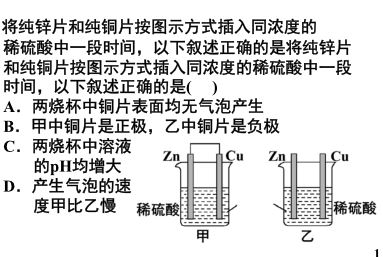 将纯锌片和纯铜片按图示方式插入同浓度的
稀硫酸中一段时间，以下叙述正确的是将纯锌片
和纯铜片按图示方式插入同浓度的稀硫酸中一段
时间，以下叙述正确的是(    )
A．两烧杯中铜片表面均无气泡产生
B．甲中铜片是正极，乙中铜片是负极
C．两烧杯中溶液
的pH均增大
D．产生气泡的速
度甲比乙慢
Zn Cu Zn Cu
稀硫酸 稀硫酸
甲 乙
1